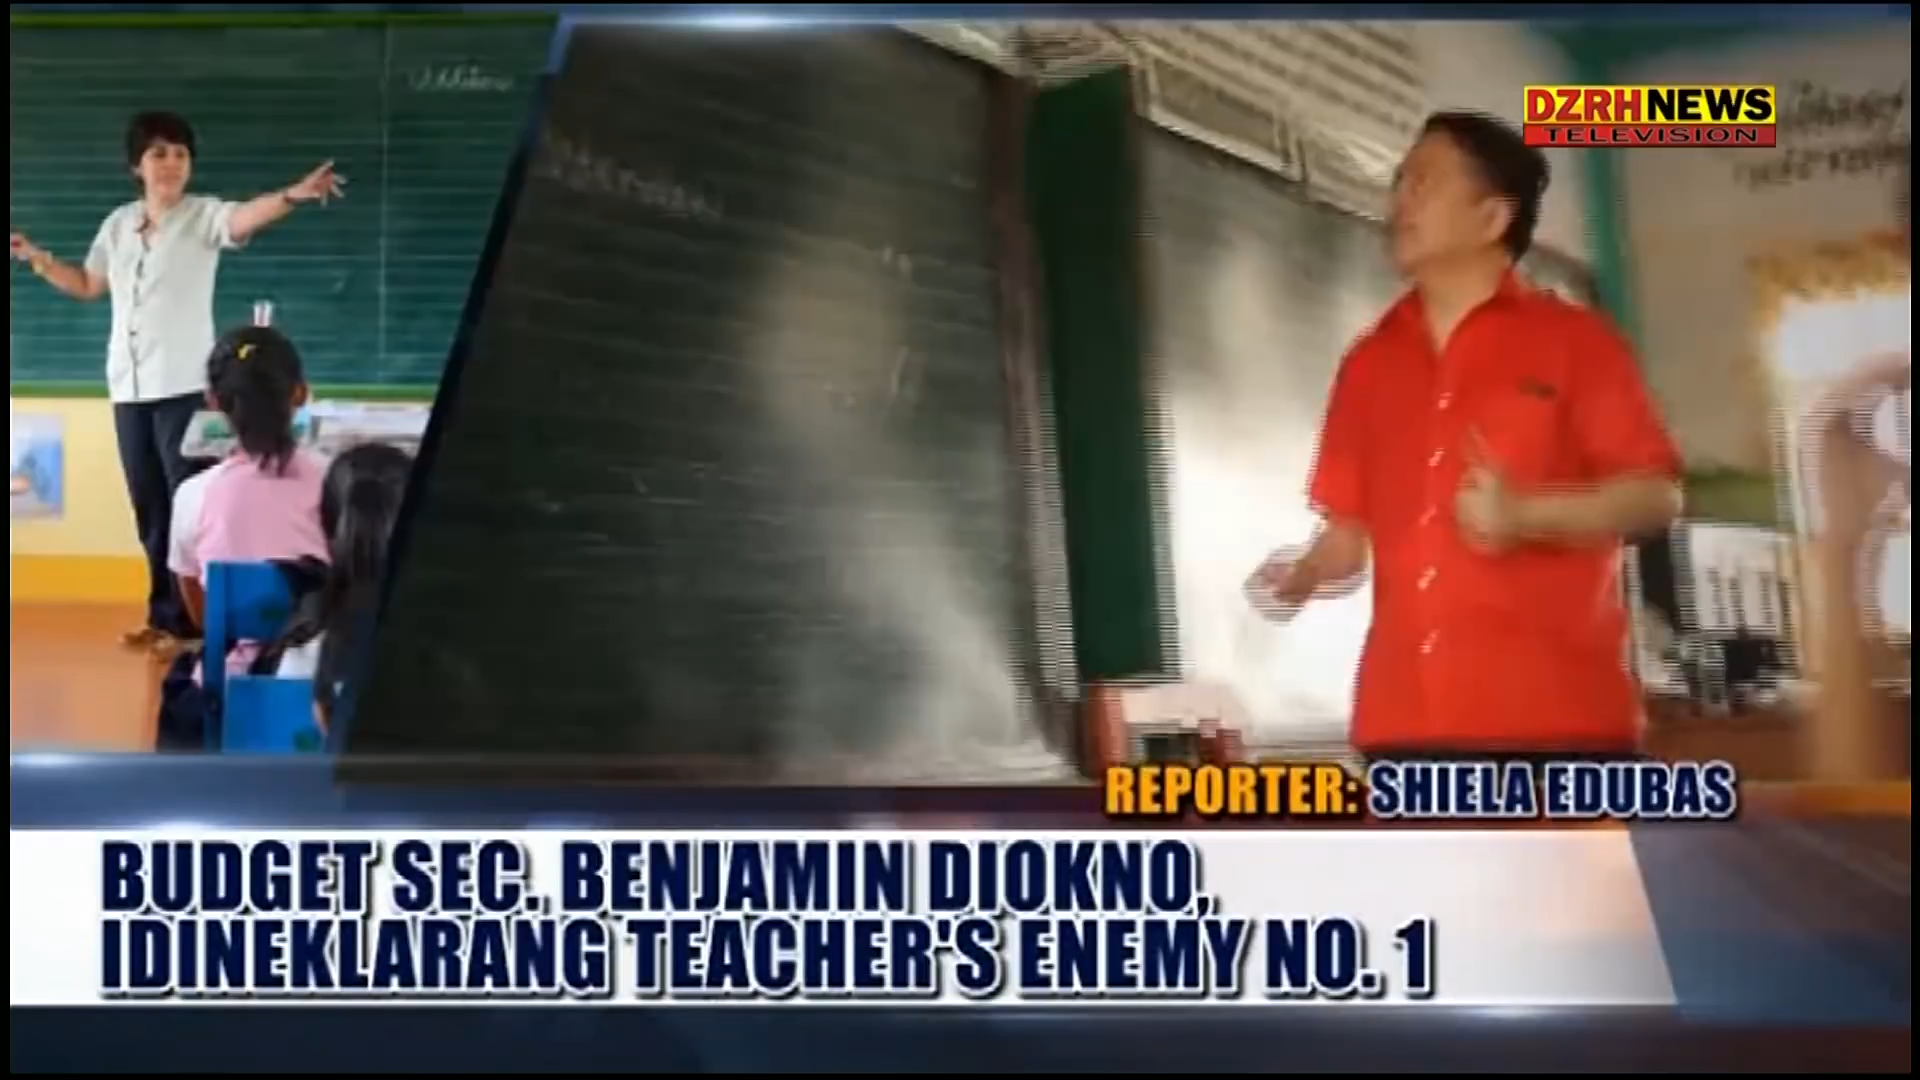 DZRH NEWS
TELEVISION
REPORTER: SHIELA EDUBAS
BUDGET SEC. BENJAMIN DIOKNO,
IDINEKLARANG TEACHER'S ENEMY NO. 1